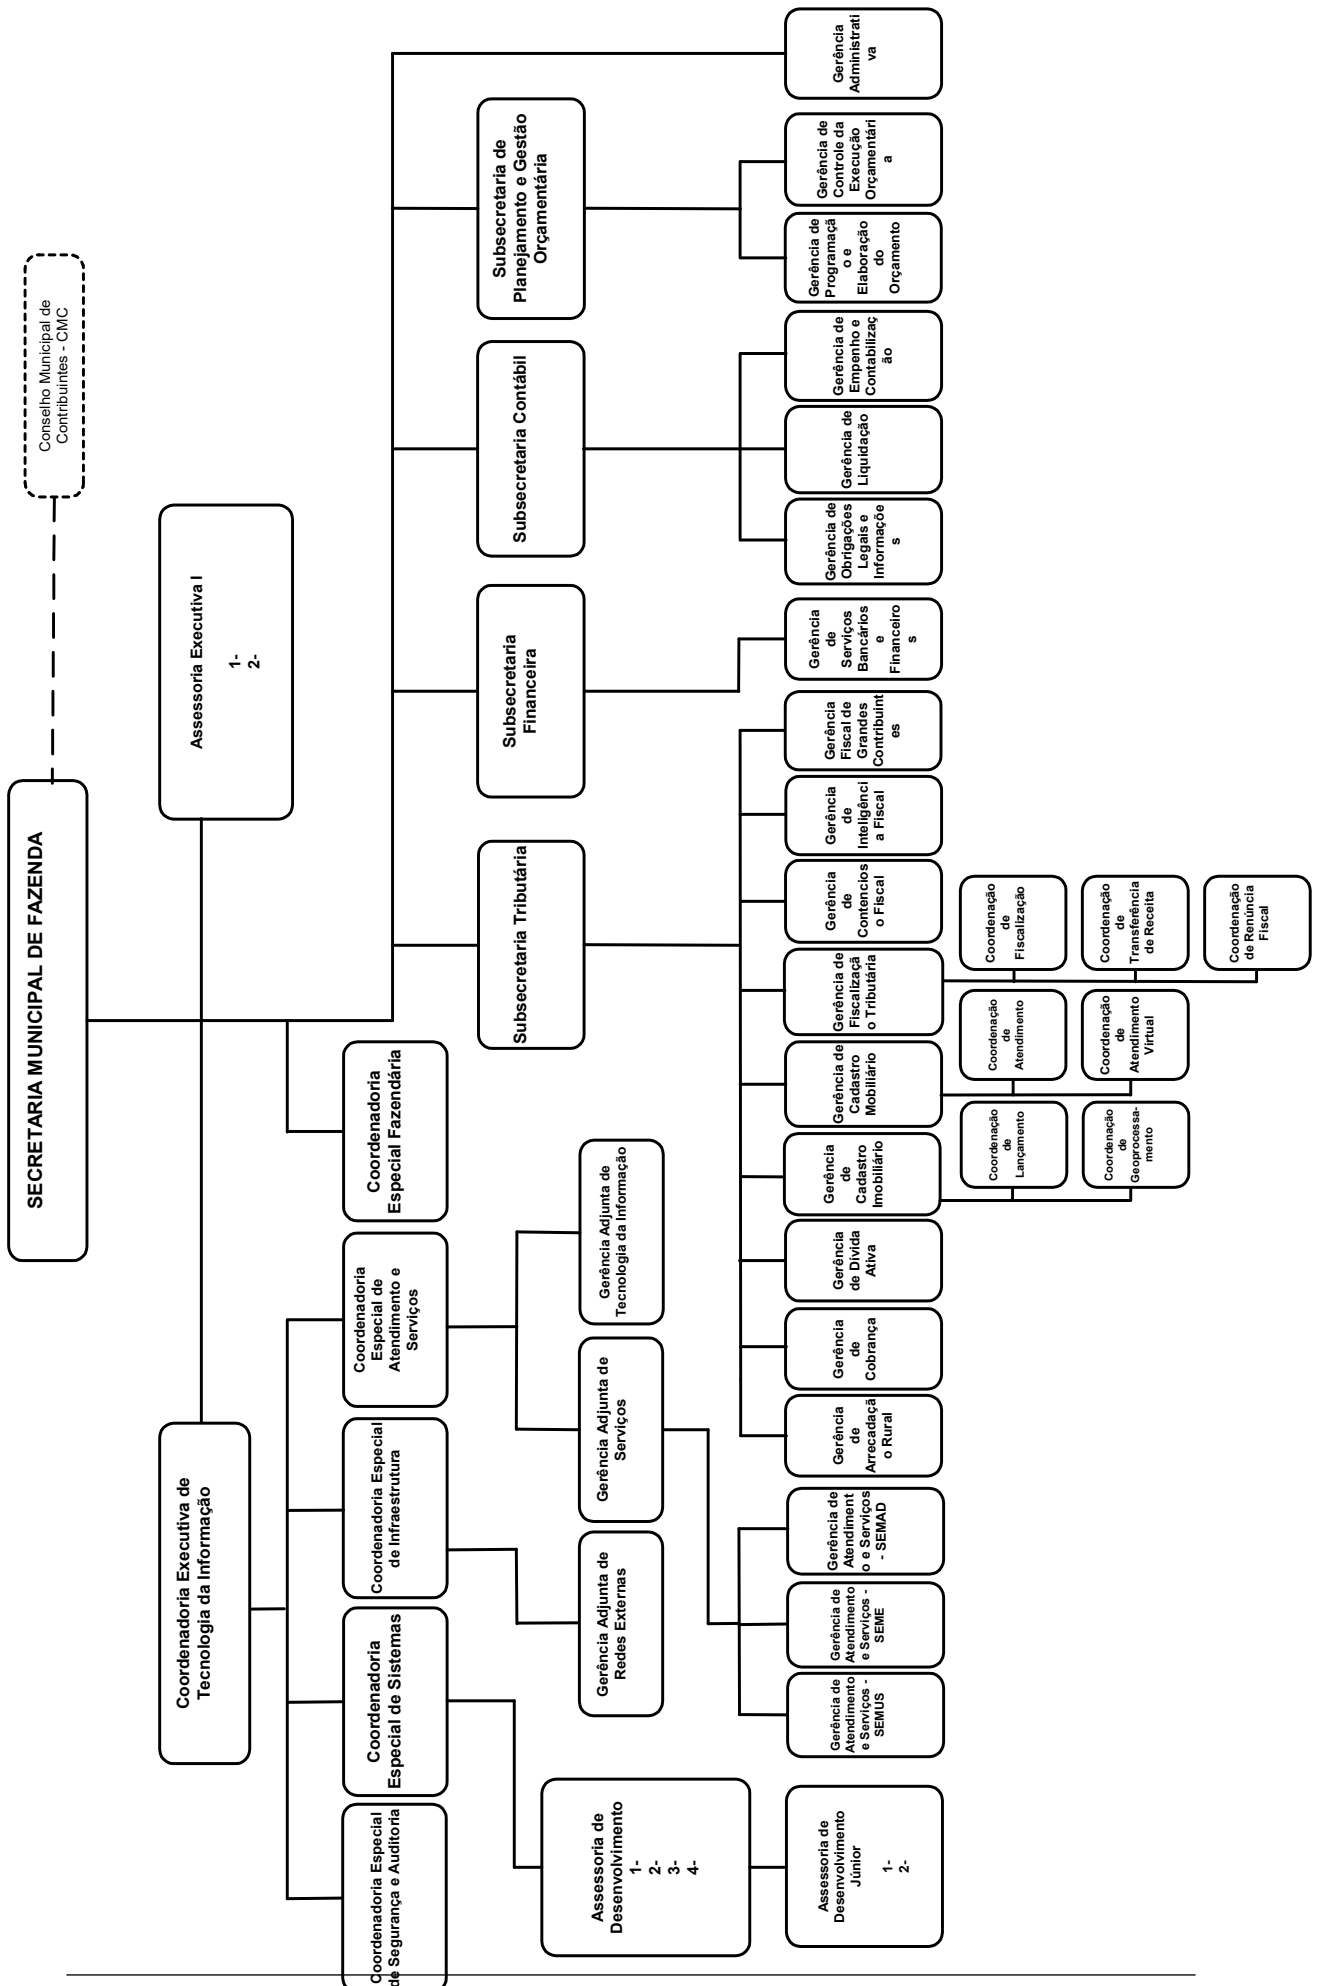 SECRETARIA MUNICIPAL DE FAZENDA
Conselho Municipal de
Contribuintes - CMC
Coordenadoria Executiva de
Tecnologia da Informação
Assessoria Executiva I
1-
2-
Coordenadoria Especial
de Segurança e Auditoria
Coordenadoria
Especial de Sistemas
Coordenadoria Especial
de Infraestrutura
Coordenadoria
Especial de
Atendimento e
Serviços
Coordenadoria
Especial Fazendária
Subsecretaria Tributária
Subsecretaria
Financeira
Subsecretaria Contábil
Subsecretaria de
Planejamento e Gestão
Orçamentária
Assessoria de
Desenvolvimento
1-
2-
3-
4-
Gerência Adjunta de
Redes Externas
Gerência Adjunta de
Serviços
Gerência Adjunta de
Tecnologia da Informação
Assessoria de
Desenvolvimento
Júnior
1-
2-
Gerência de
Atendimento
e Serviços -
SEMUS
Gerência de
Atendimento
e Serviços -
SEME
Gerência de
Atendiment
o e Serviços
- SEMAD
Gerência
de
Arrecadaçã
o Rural
Gerência
de
Cobrança
Gerência
de Dívida
Ativa
Gerência
de
Cadastro
Imobiliário
Gerência de
Cadastro
Mobiliário
Gerência de
Fiscalizaçã
o Tributária
Gerência
de
Contencios
o Fiscal
Gerência
de
Inteligênci
a Fiscal
Gerência
Fiscal de
Grandes
Contribuint
es
Gerência
de
Serviços
Bancários
e
Financeiro
s
Gerência de
Obrigações
Legais e
Informaçõe
s
Gerência de
Liquidação
Gerência de
Empenho e
Contabilizaç
ão
Gerência de
Programaçã
o e
Elaboração
do
Orçamento
Gerência de
Controle da
Execução
Orçamentári
a
Gerência
Administrati
va
Coordenação
de
Lançamento
Coordenação
de
Atendimento
Coordenação
de
Fiscalização
Coordenação
de
Geoprocessa-
mento
Coordenação
de
Atendimento
Virtual
Coordenação
de
Transferência
de Receita
Coordenação
de Renúncia
Fiscal